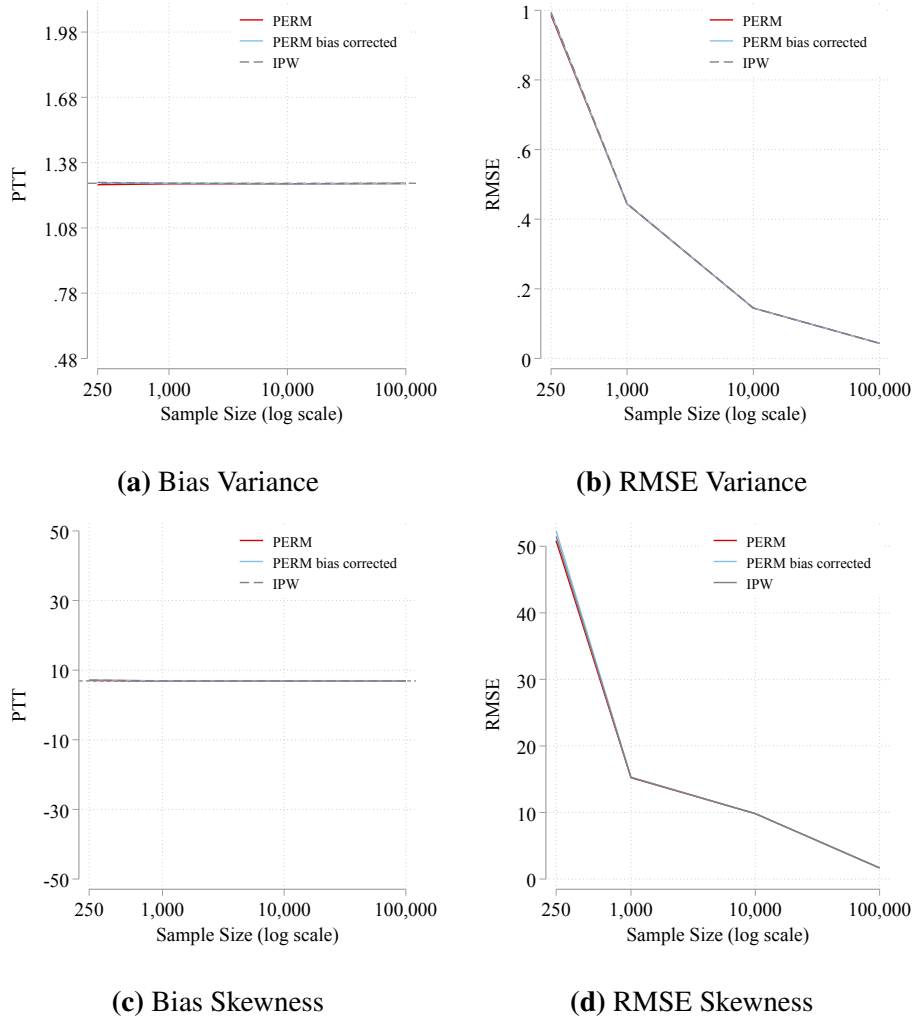 PERM
PERM bias corrected
IPW
1.98
1.68
1.38
1.08
.78
.48
PTT
250 1,000 10,000 100,000
Sample Size (log scale)
(a) Bias Variance
PERM
PERM bias corrected
IPW
1
.8
.6
.4
.2
0
RMSE
250 1,000 10,000 100,000
Sample Size (log scale)
(b) RMSE Variance
PERM
PERM bias corrected
IPW
50
30
10
-10
-30
-50
PTT
250 1,000 10,000 100,000
Sample Size (log scale)
(c) Bias Skewness
PERM
PERM bias corrected
IPW
50
50
30
20
10
0
RMSE
250 1,000 10,000 100,000
Sample Size (log scale)
(d) RMSE Skewness